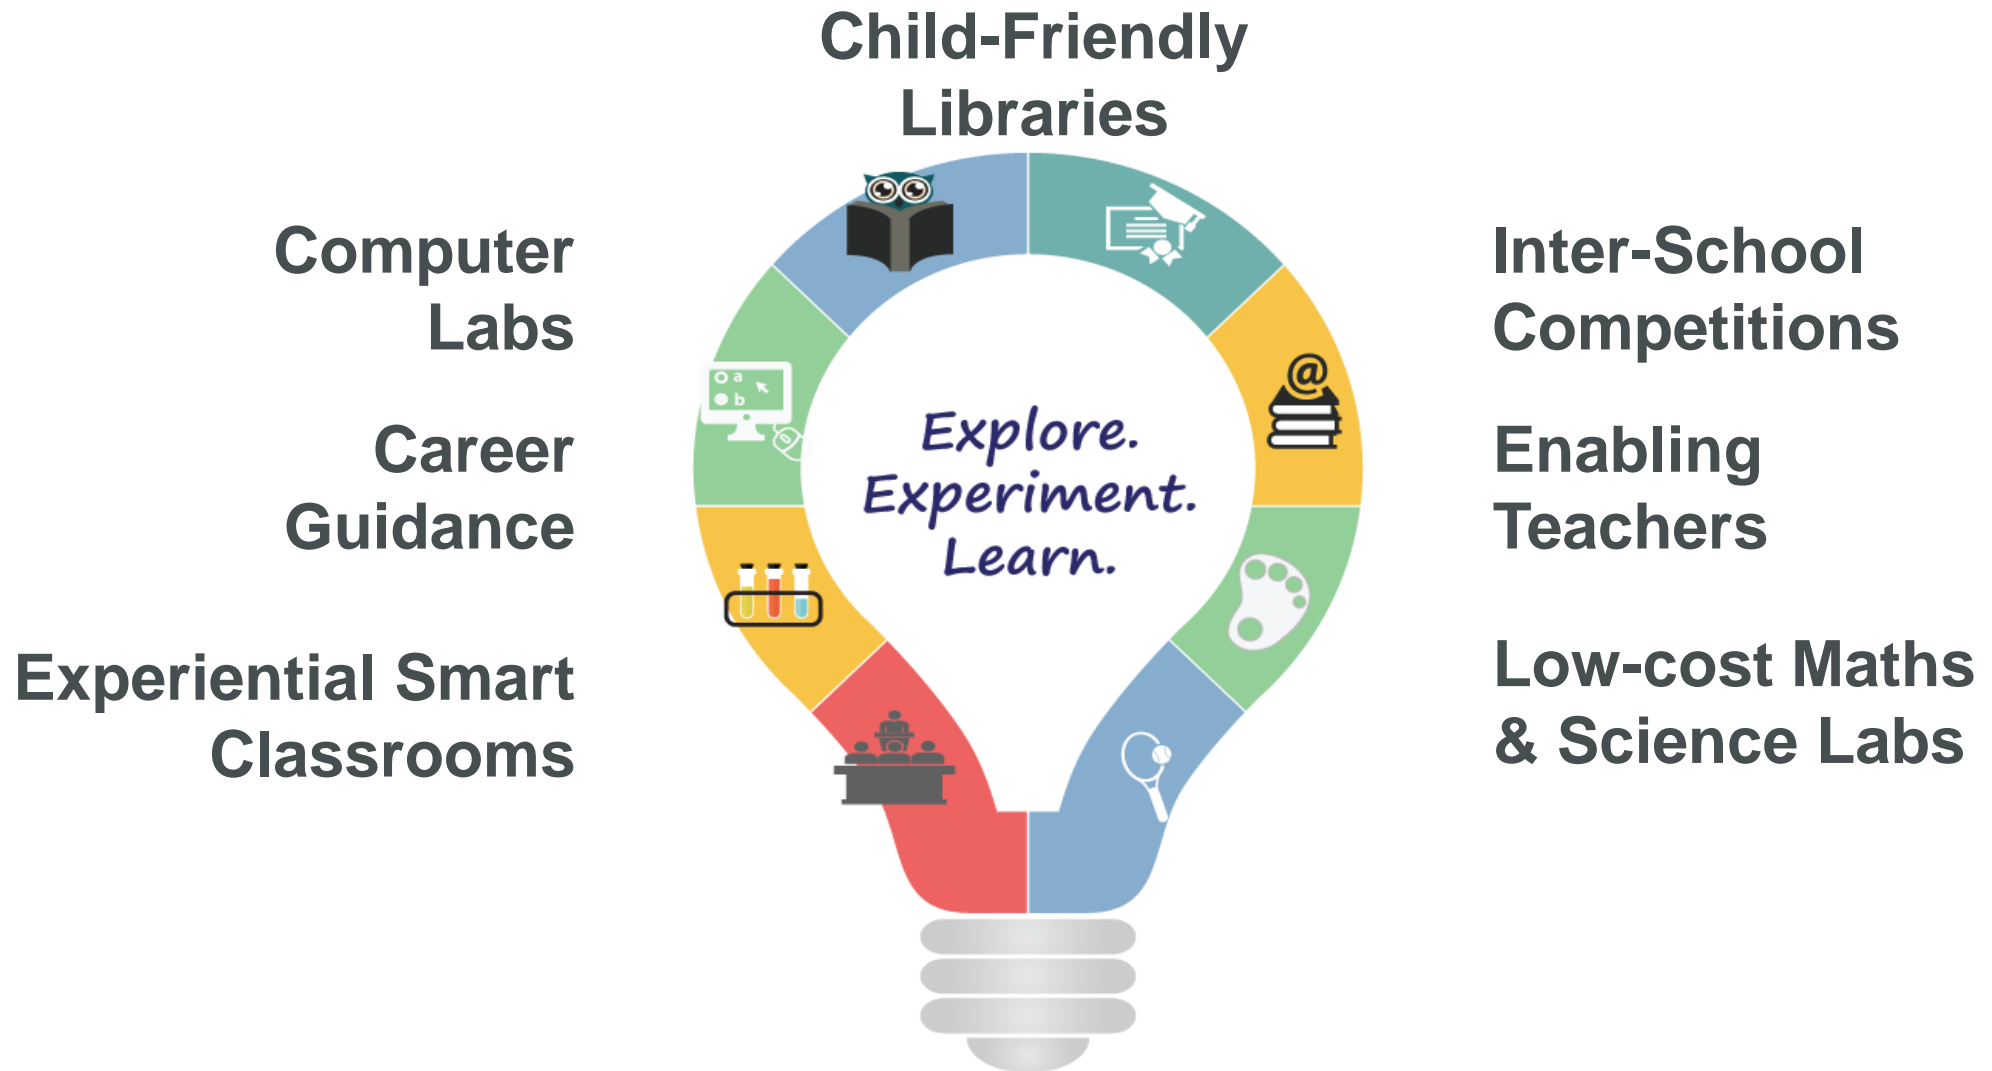 Child-Friendly
Libraries
Computer
Labs
Career
Guidance
Experiential Smart
Classrooms
a
b
Explore.
Experiment.
Learn.
@
Inter-School
Competitions
Enabling
Teachers
Low-cost Maths
& Science Labs